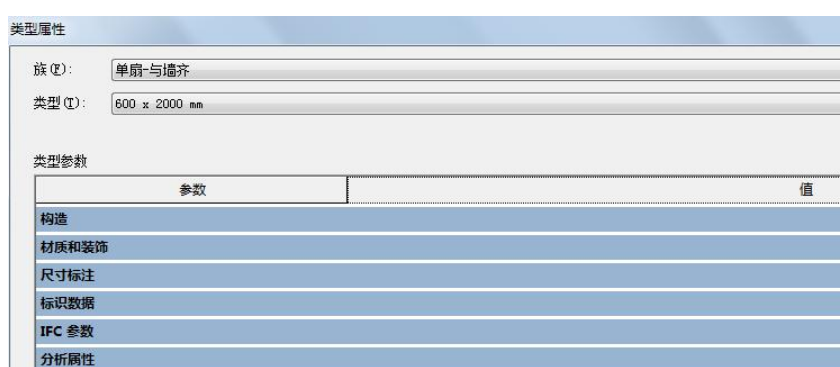 类型属性
族(F):
单扇-与墙齐
类型(T):
600 x 2000 mm
类型参数
参数 值
构造
材质和装饰
尺寸标注
标识数据
IFC 参数
分析属性